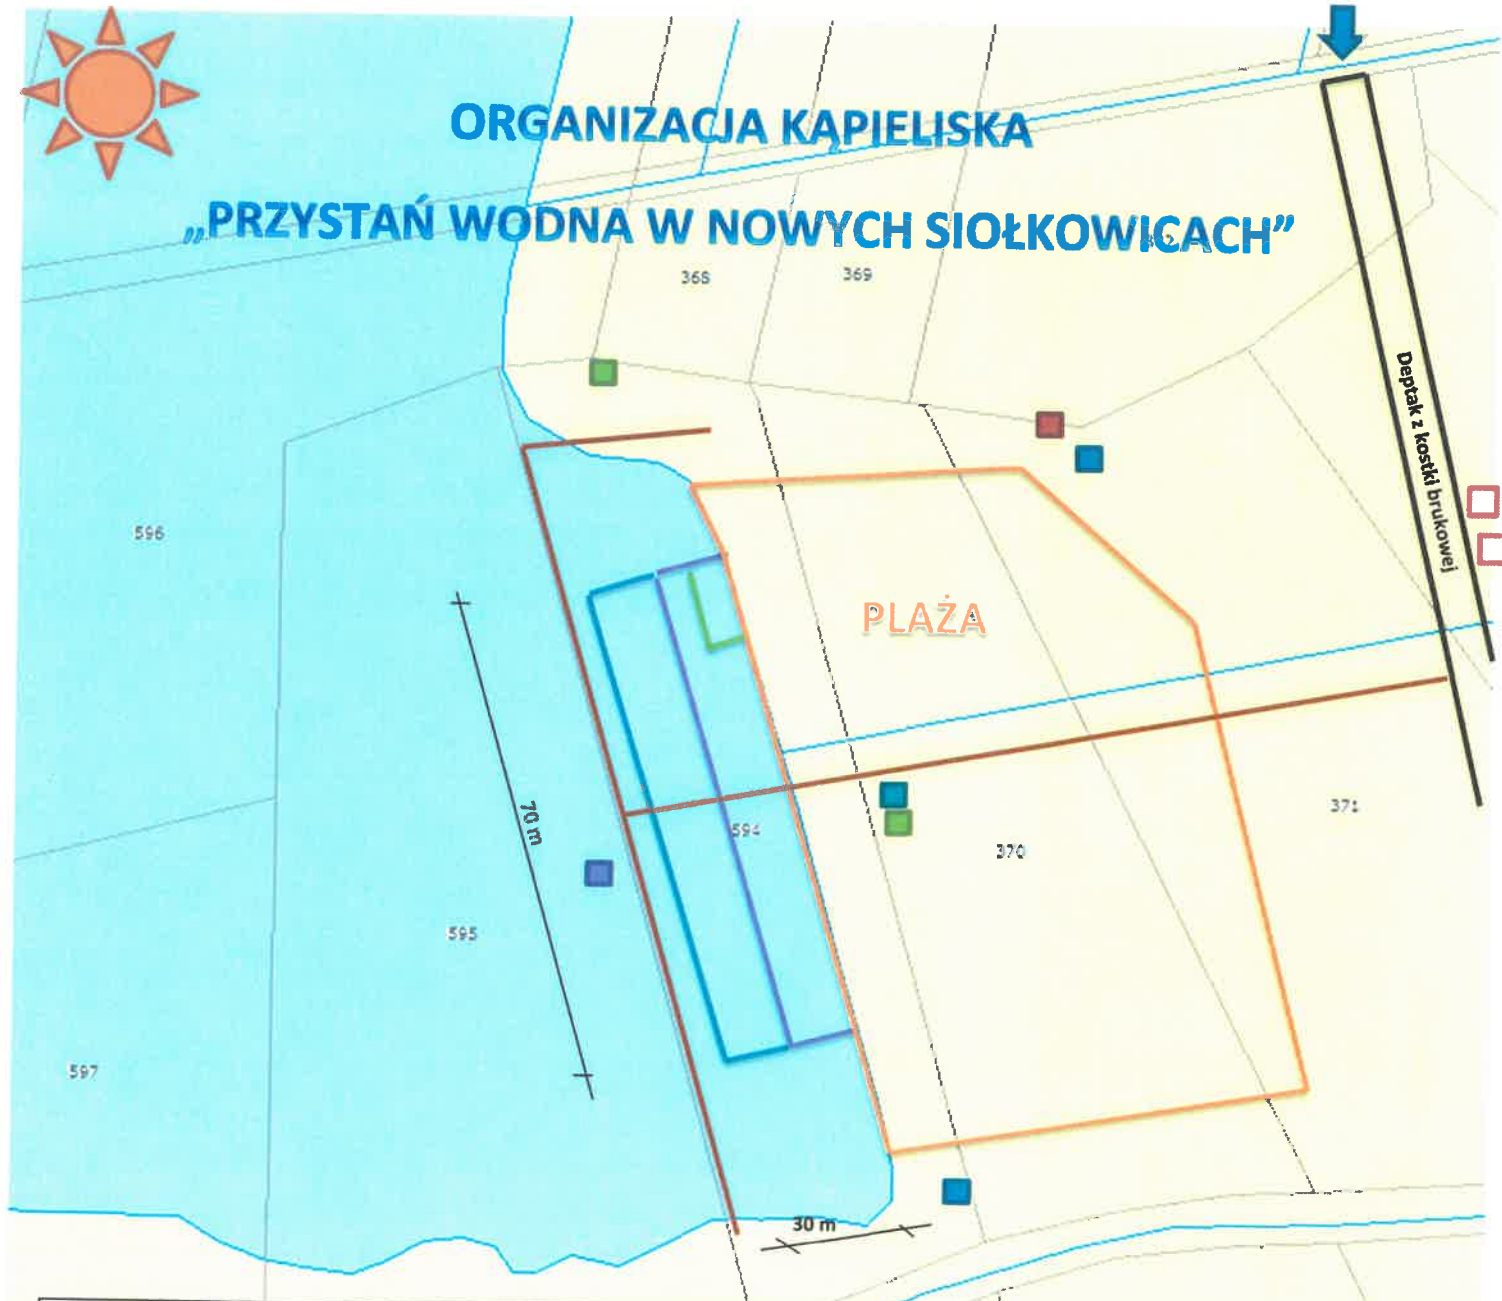 ORGANIZACJA KĄPIELISKA
„PRZYSTAŃ WODNA W NOWYCH SIOŁKOWICACH”
368
369
Deptak z kostki brukowej
596
PLAŻA
70 m
594
371
370
595
597
30 m